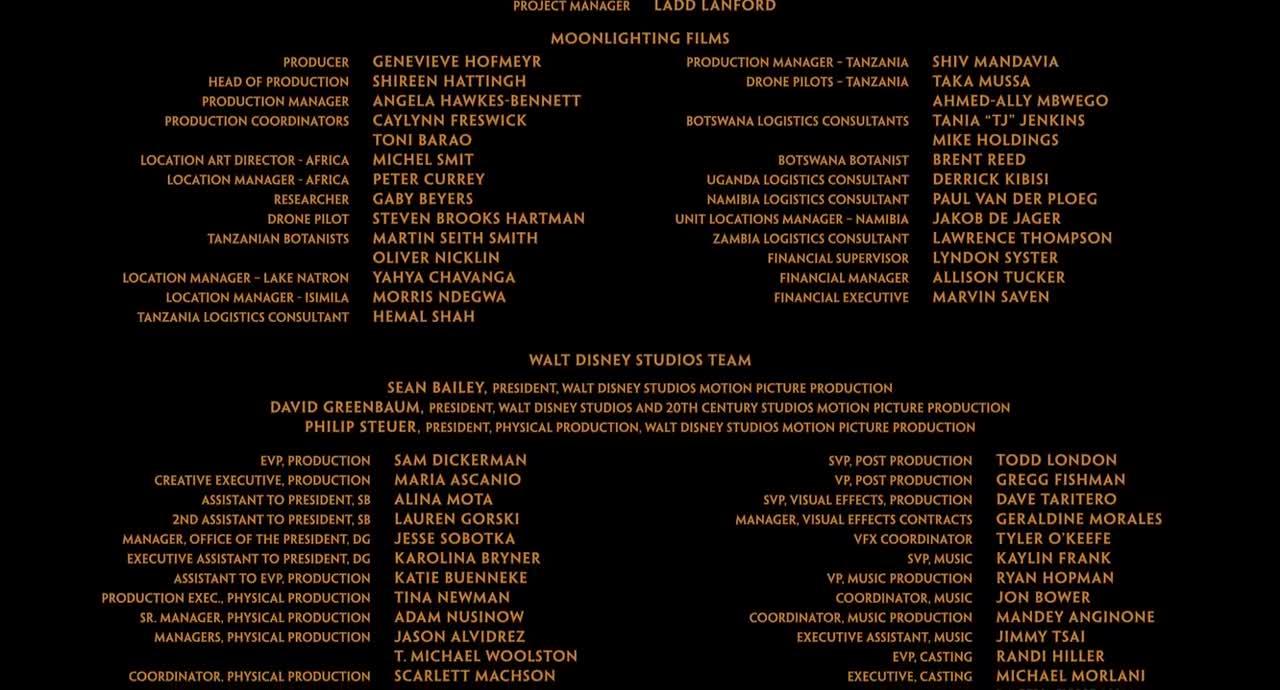 PROJECT MANAGER LADD LANFORD
MOONLIGHTING FILMS
PRODUCER GENEVIEVE HOFMEYR
HEAD OF PRODUCTION SHIREEN HATTINGH
PRODUCTION MANAGER ANGELA HAWKES-BENNETT
PRODUCTION COORDINATORS CAYLYNN FRESWICK
TONI BARAO
LOCATION ART DIRECTOR - AFRICA MICHEL SMIT
LOCATION MANAGER - AFRICA PETER CURREY
RESEARCHER GABY BEYERS
DRONE PILOT STEVEN BROOKS HARTMAN
TANZANIAN BOTANISTS MARTIN SEITH SMITH
OLIVER NICKLIN
LOCATION MANAGER – LAKE NATRON YAHYA CHAVANGA
LOCATION MANAGER - ISIMILA MORRIS NDEGWA
TANZANIA LOGISTICS CONSULTANT HEMAL SHAH
PRODUCTION MANAGER – TANZANIA SHIV MANDAVIA
DRONE PILOTS – TANZANIA TAKA MUSSA
AHMED-ALLY MBWEGO
BOTSWANA LOGISTICS CONSULTANTS TANIA “TJ” JENKINS
MIKE HOLDINGS
BOTSWANA BOTANIST BRENT REED
UGANDA LOGISTICS CONSULTANT DERRICK KIBISI
NAMIBIA LOGISTICS CONSULTANT PAUL VAN DER PLOEG
UNIT LOCATIONS MANAGER – NAMIBIA JAKOB DE JAGER
ZAMBIA LOGISTICS CONSULTANT LAWRENCE THOMPSON
FINANCIAL SUPERVISOR LYNDON SYSTER
FINANCIAL MANAGER ALLISON TUCKER
FINANCIAL EXECUTIVE MARVIN SAVEN
WALT DISNEY STUDIOS TEAM
SEAN BAILEY, PRESIDENT, WALT DISNEY STUDIOS MOTION PICTURE PRODUCTION
DAVID GREENBAUM, PRESIDENT, WALT DISNEY STUDIOS AND 20TH CENTURY STUDIOS MOTION PICTURE PRODUCTION
PHILIP STEUER, PRESIDENT, PHYSICAL PRODUCTION, WALT DISNEY STUDIOS MOTION PICTURE PRODUCTION
EVP, PRODUCTION SAM DICKERMAN
CREATIVE EXECUTIVE, PRODUCTION MARIA ASCANIO
ASSISTANT TO PRESIDENT, SB ALINA MOTA
2ND ASSISTANT TO PRESIDENT, SB LAUREN GORSKI
MANAGER, OFFICE OF THE PRESIDENT, DG JESSE SOBOTKA
EXECUTIVE ASSISTANT TO PRESIDENT, DG KAROLINA BRYNER
ASSISTANT TO EVP, PRODUCTION KATIE BUENNEKE
PRODUCTION EXEC., PHYSICAL PRODUCTION TINA NEWMAN
SR. MANAGER, PHYSICAL PRODUCTION ADAM NUSINOW
MANAGERS, PHYSICAL PRODUCTION JASON ALVIDREZ
T. MICHAEL WOOLSTON
COORDINATOR, PHYSICAL PRODUCTION SCARLETT MACHSON
SVP, POST PRODUCTION TODD LONDON
VP, POST PRODUCTION GREGG FISHMAN
SVP, VISUAL EFFECTS, PRODUCTION DAVE TARITERO
MANAGER, VISUAL EFFECTS CONTRACTS GERALDINE MORALES
VFX COORDINATOR TYLER O'KEEFE
SVP, MUSIC KAYLIN FRANK
VP, MUSIC PRODUCTION RYAN HOPMAN
COORDINATOR, MUSIC JON BOWER
COORDINATOR, MUSIC PRODUCTION MANDEY ANGINONE
EXECUTIVE ASSISTANT, MUSIC JIMMY TSAI
EVP, CASTING RANDI HILLER
EXECUTIVE, CASTING MICHAEL MORLANI